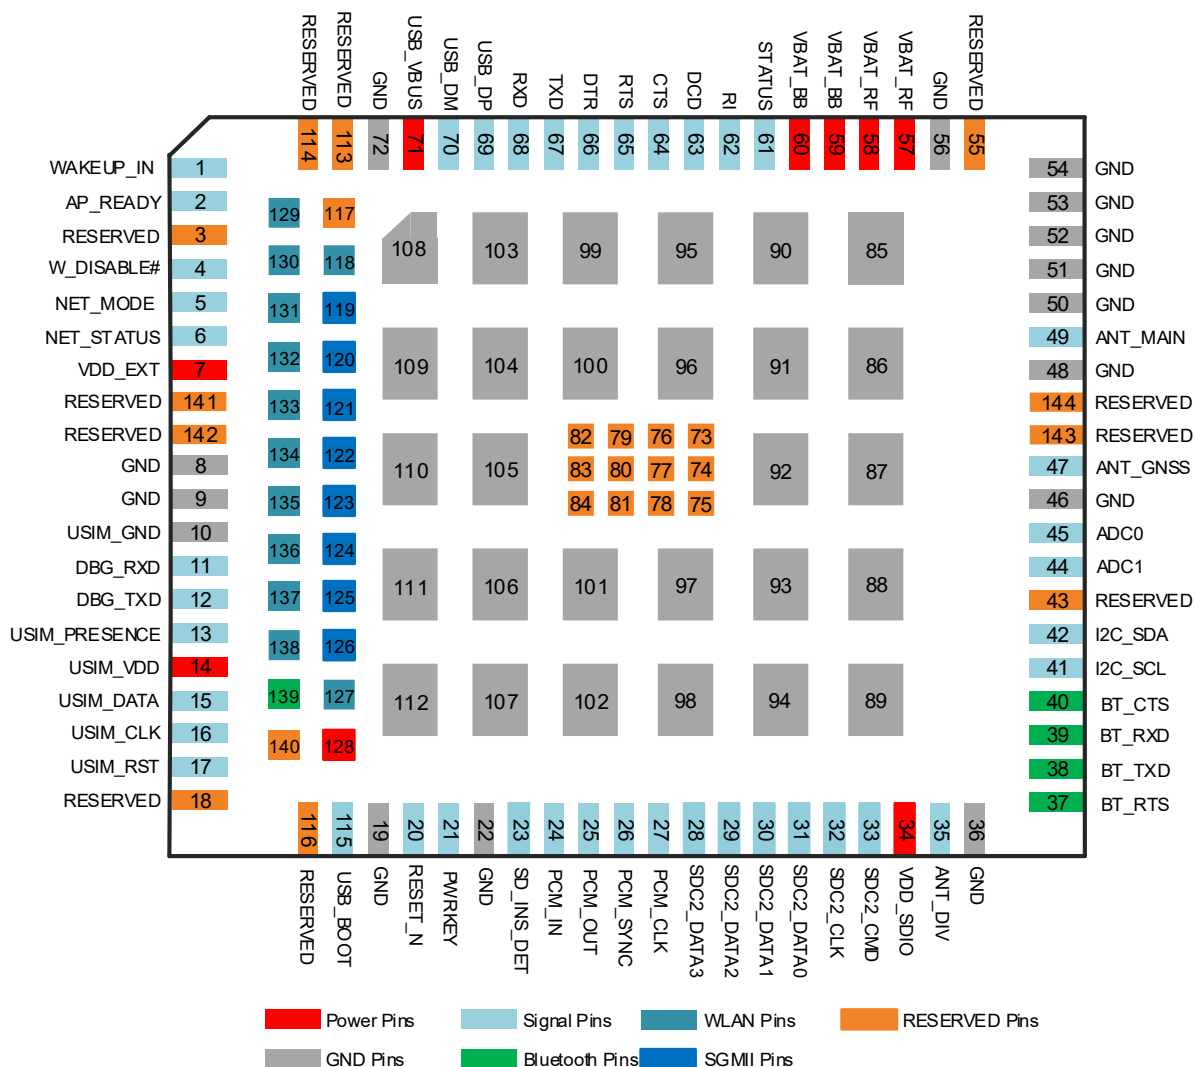 RESERVED RESERVED GND USB_VBUS USB_DM USB_DP RXD TXD DTR RTS CTS DCD RI STATUS VBAT_BB VBAT_BB VBAT_RF VBAT_RF GND RESERVED
114 113 72 71 70 69 68 67 66 65 64 63 62 61 60 59 58 57 56 55
WAKEUP_IN 1
AP_READY 2
RESERVED 3
W_DISABLE# 4
NET_MODE 5
NET_STATUS 6
VDD_EXT 7
RESERVED 141
RESERVED 142
GND 8
GND 9
USIM_GND 10
DBG_RXD 11
DBG_TXD 12
USIM_PRESENCE 13
USIM_VDD 14
USIM_DATA 15
USIM_CLK 16
USIM_RST 17
RESERVED 18
129 117
130 118
131 119
132 120
133 121
134 122
135 123
136 124
137 125
138 126
139 127
140 128
108 103 99 95 90 85
109 104 100 96 91 86
82 79 76 73
83 80 77 74
84 81 78 75
110 105 92 87
111 106 101 97 93 88
112 107 102 98 94 89
54 GND
53 GND
52 GND
51 GND
50 GND
49 ANT_MAIN
48 GND
144 RESERVED
143 RESERVED
47 ANT_GNSS
46 GND
45 ADC0
44 ADC1
43 RESERVED
42 I2C_SDA
41 I2C_SCL
40 BT_CTS
39 BT_RXD
38 BT_TXD
37 BT_RTS
116 115 19 20 21 22 23 24 25 26 27 28 29 30 31 32 33 34 35 36
RESERVED USB_BOOT GND RESET_N PWRKEY GND SD_INS_DET PCM_IN PCM_OUT PCM_SYNC PCM_CLK SDC2_DATA3 SDC2_DATA2 SDC2_DATA1 SDC2_DATA0 SDC2_CLK SDC2_CMD VDD_SDIO ANT_DIV GND
Power Pins Signal Pins WLAN Pins RESERVED Pins
GND Pins Bluetooth Pins SGMII Pins